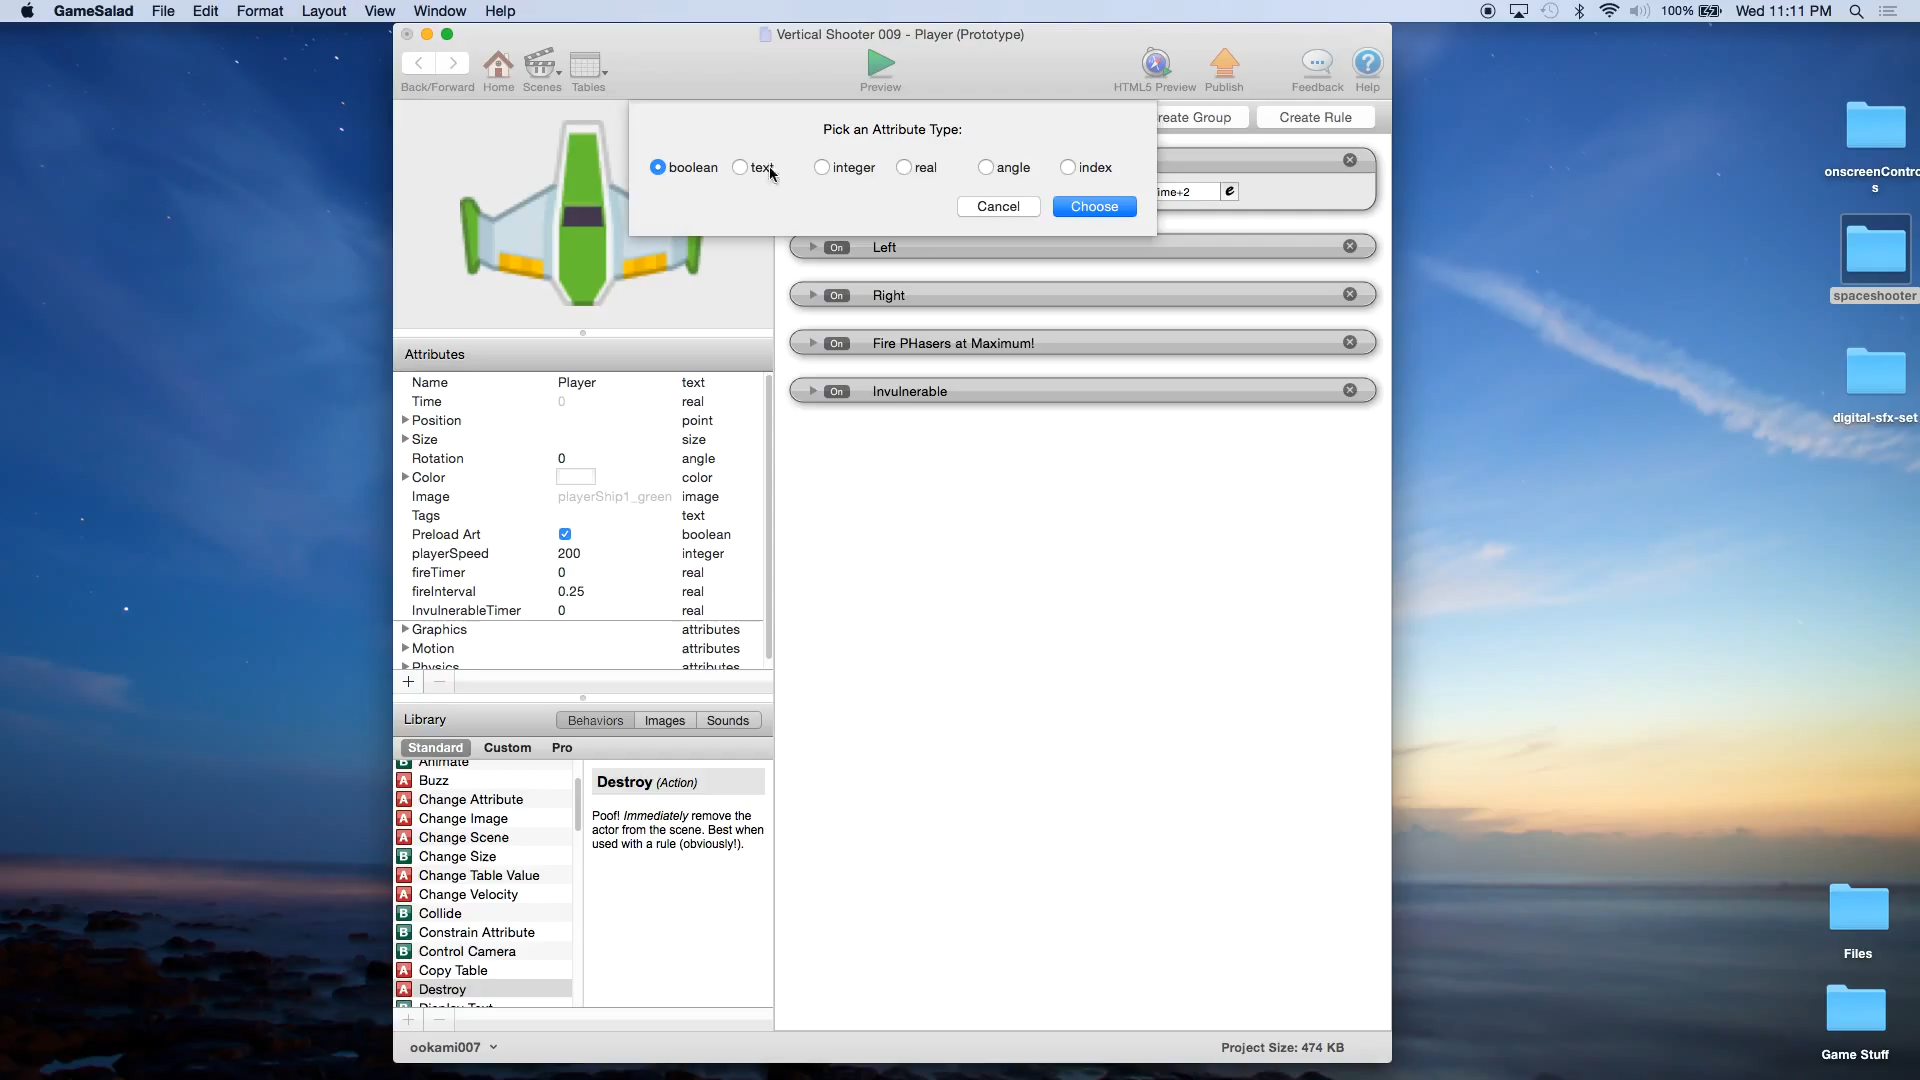 GameSalad File Edit Format Layout View Window Help
100% Wed 11:11 PM
Vertical Shooter 009 - Player (Prototype)
Back/Forward Home Scenes Tables Preview HTML5 Preview Publish Feedback Help
Pick an Attribute Type:
boolean text integer real angle index
Cancel Choose
reate Group Create Rule
ime+2 e
On Left
On Right
On Fire PHasers at Maximum!
On Invulnerable
Attributes
Name Player text
Time 0 real
Position point
Size size
Rotation 0 angle
Color color
Image playerShip1_green image
Tags text
Preload Art boolean
playerSpeed 200 integer
fireTimer 0 real
fireInterval 0.25 real
InvulnerableTimer 0 real
Graphics attributes
Motion attributes
Physics attributes
Library Behaviors Images Sounds
Standard Custom Pro
B Animate
A Buzz
A Change Attribute
A Change Image
A Change Scene
B Change Size
A Change Table Value
A Change Velocity
B Collide
B Constrain Attribute
B Control Camera
A Copy Table
A Destroy
Display Text
Destroy (Action)
Poof! Immediately remove the
actor from the scene. Best when
used with a rule (obviously!).
ookami007
Project Size: 474 KB
onscreenContro
s
spaceshooter
digital-sfx-set
Files
Game Stuff